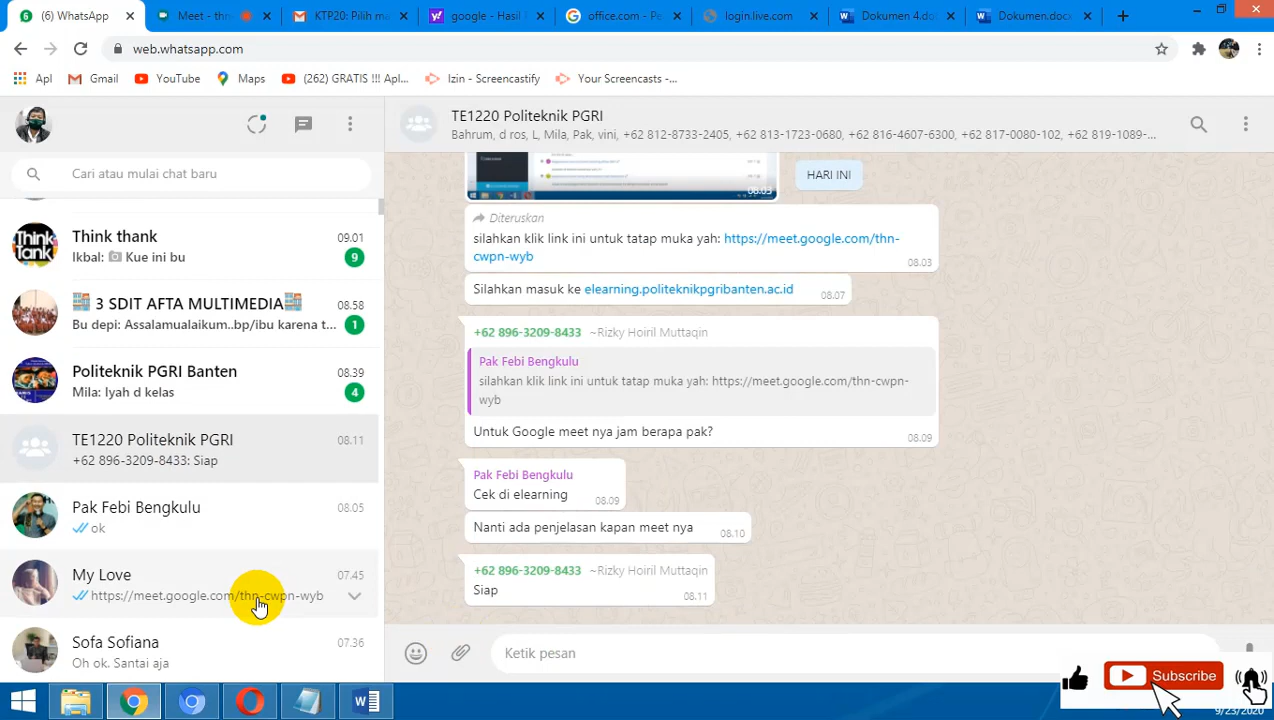 (6) WhatsApp
Meet - thn
KTP20: Pilih m
google - Hasil
office.com - Pe
login.live.com
Dokumen 4.do
Dokumen.docx
web.whatsapp.com
Apl
Gmail
YouTube
Maps
(262) GRATIS !!! Apl...
Izin - Screencastify
Your Screencasts -...
TE1220 Politeknik PGRI
Bahrum, d ros, L, Mila, Pak, vini, +62 812-8733-2405, +62 813-1723-0680, +62 816-4607-6300, +62 817-0080-102, +62 819-1089-...
Cari atau mulai chat baru
Think thank
09.01
Ikbal: Kue ini bu
9
3 SDIT AFTA MULTIMEDIA
08.58
Bu depi: Assalamualaikum..bp/ibu karena t...
1
Politeknik PGRI Banten
08.39
Mila: Iyah d kelas
4
TE1220 Politeknik PGRI
08.11
+62 896-3209-8433: Siap
Pak Febi Bengkulu
08.05
ok
My Love
07.45
https://meet.google.com/thn-cwpn-wyb
Sofa Sofiana
07.36
Oh ok. Santai aja
08.03
HARI INI
Diteruskan
silahkan klik link ini untuk tatap muka yah: https://meet.google.com/thn-
cwpn-wyb
08.03
Silahkan masuk ke elearning.politeknikpgribanten.ac.id
08.07
+62 896-3209-8433 ~Rizky Hoiril Muttaqin
Pak Febi Bengkulu
silahkan klik link ini untuk tatap muka yah: https://meet.google.com/thn-cwpn-
wyb
Untuk Google meet nya jam berapa pak?
08.09
Pak Febi Bengkulu
Cek di elearning
08.09
Nanti ada penjelasan kapan meet nya
08.10
+62 896-3209-8433 ~Rizky Hoiril Muttaqin
Siap
08.11
Ketik pesan
Subscribe
9/23/2020